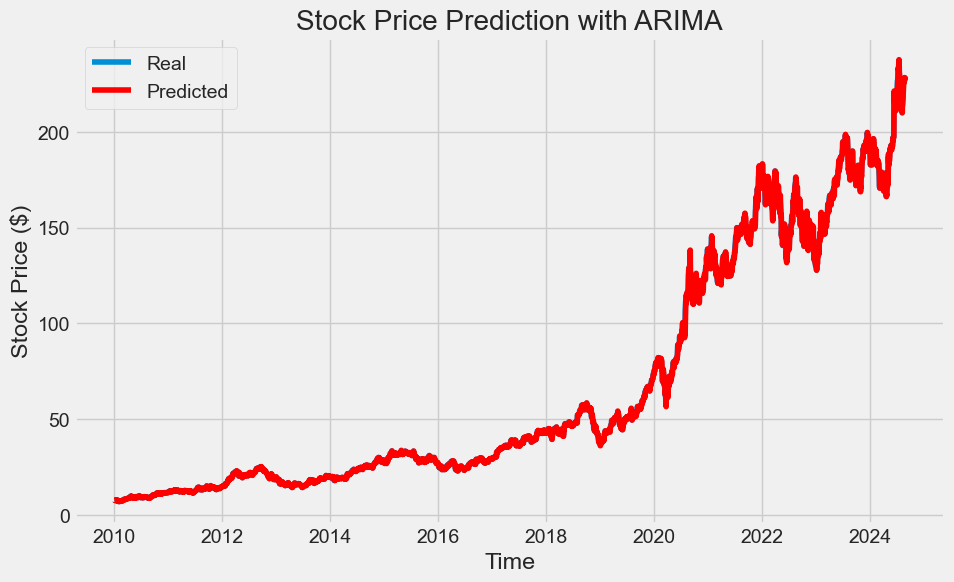 Stock Price Prediction with ARIMA
Real
Predicted
Stock Price ($)
200
150
100
50
0
2010 2012 2014 2016 2018 2020 2022 2024
Time